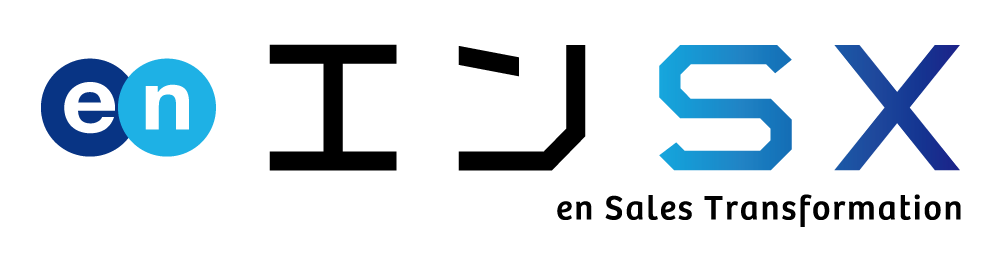 en エンSX
en Sales Transformation